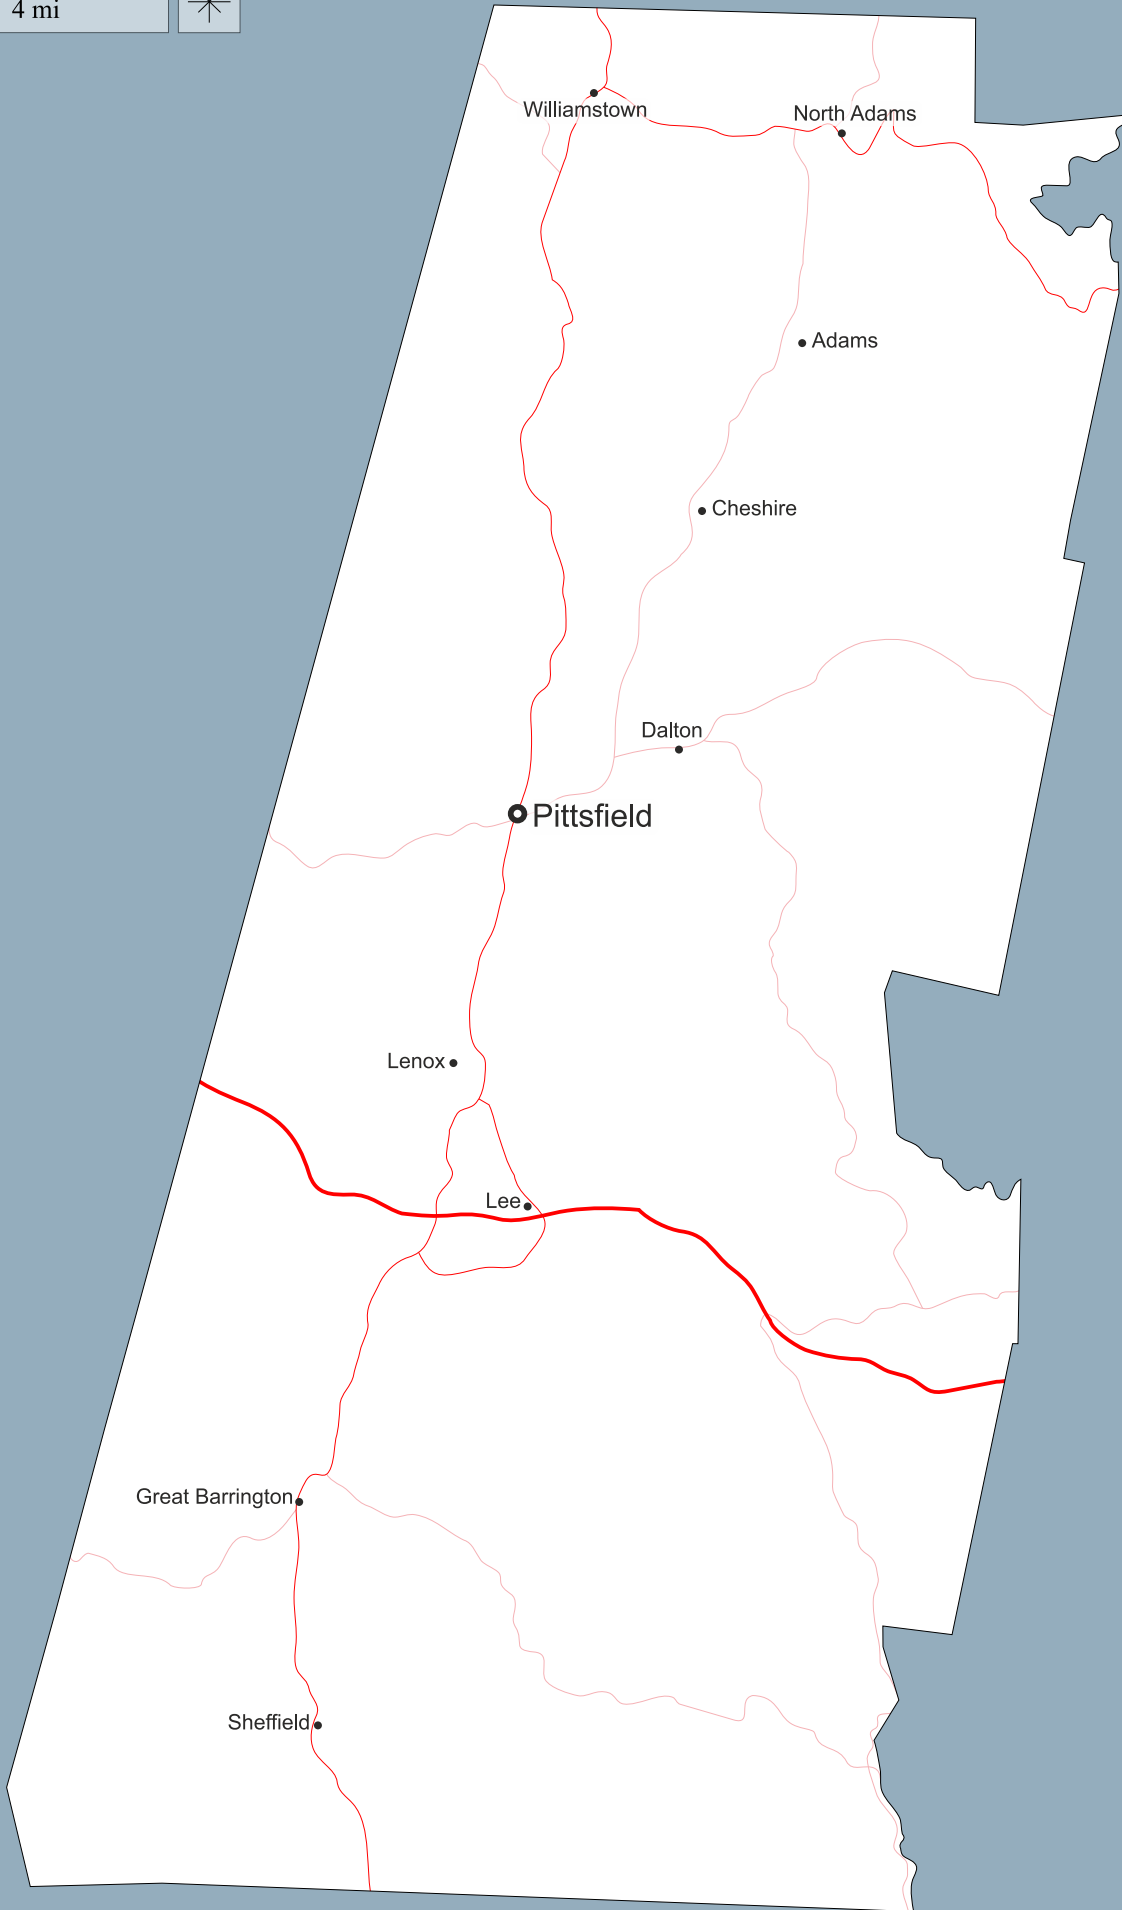 4 mi
Williamstown
North Adams
Adams
Cheshire
Dalton
Pittsfield
Lenox
Lee
Great Barrington
Sheffield